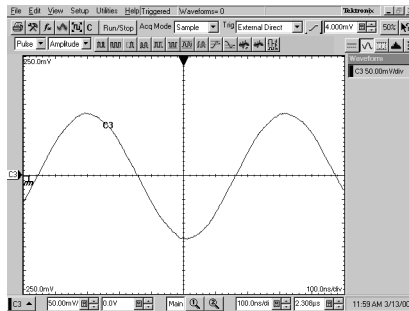 File Edit View Setup Utilities Help Triggered Waveforms= 0 Tektronix
C Run/Stop Acq Mode Sample Trig External Direct 4.000mV 50%
Pulse Amplitude
Waveform
C3 50.00mV/div
250.0mV
C3
C3
-250.0mV 100.0ns/div
C3 50.00mV/ 0.0V Main 100.0ns/di 2.308µs 11:59 AM 3/13/00